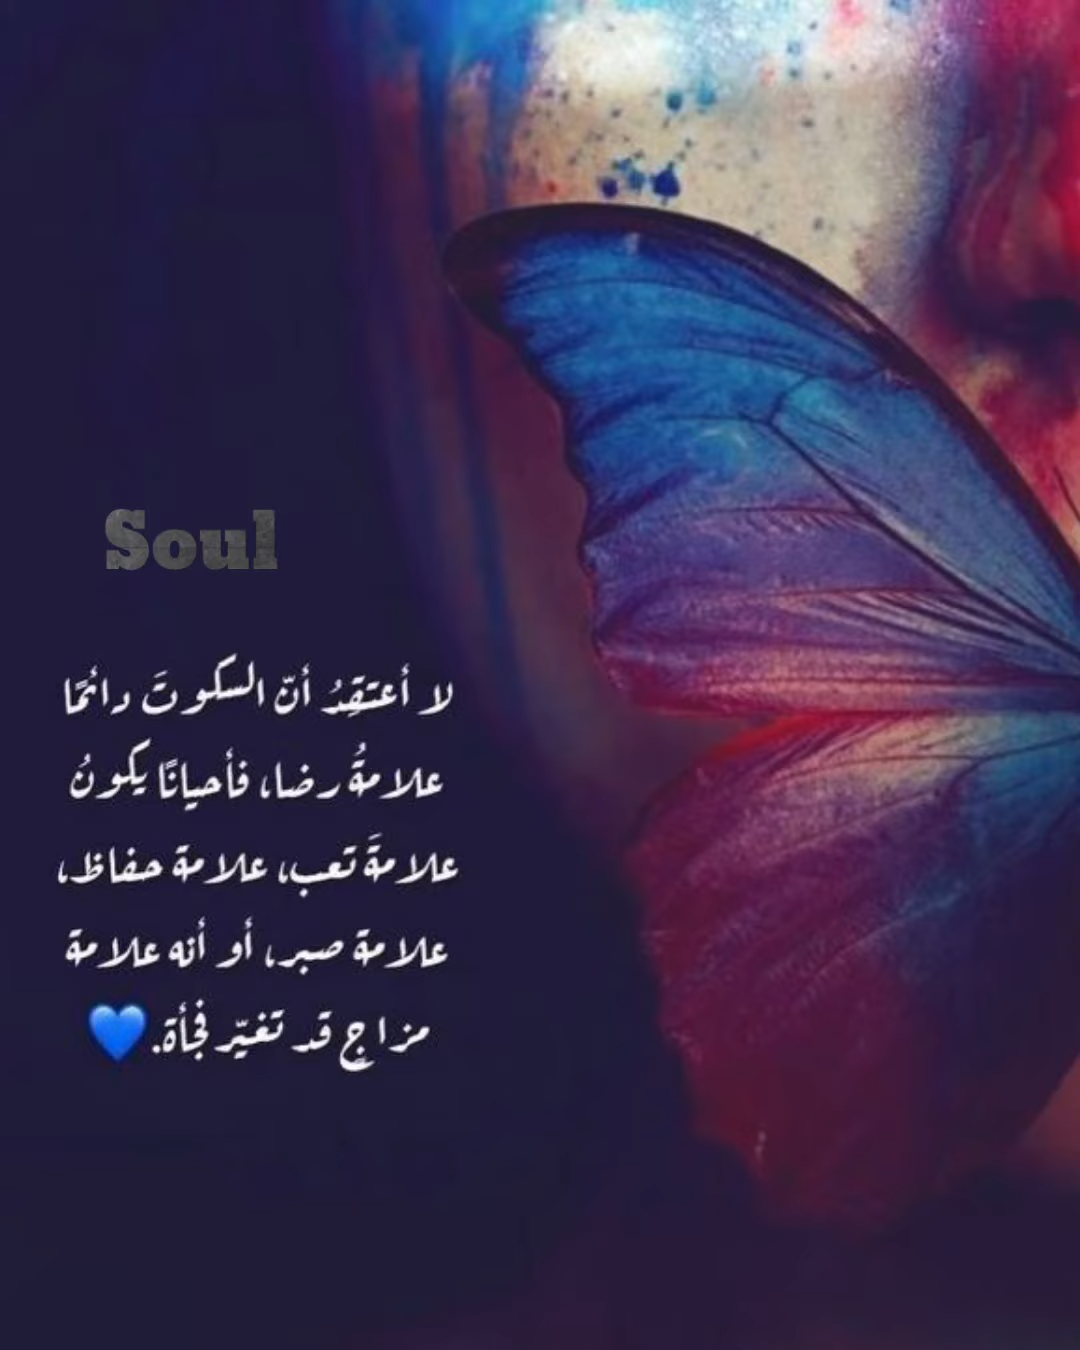 Soul
لا أعتقِدُ أنّ السكوتَ دائمًا
علامةُ رضا، فأحيانًا يكونُ
علامةَ تعب، علامة حفاظ،
علامة صبر، أو أنه علامة
مزاجٍ قد تغيّر فجأة.💙